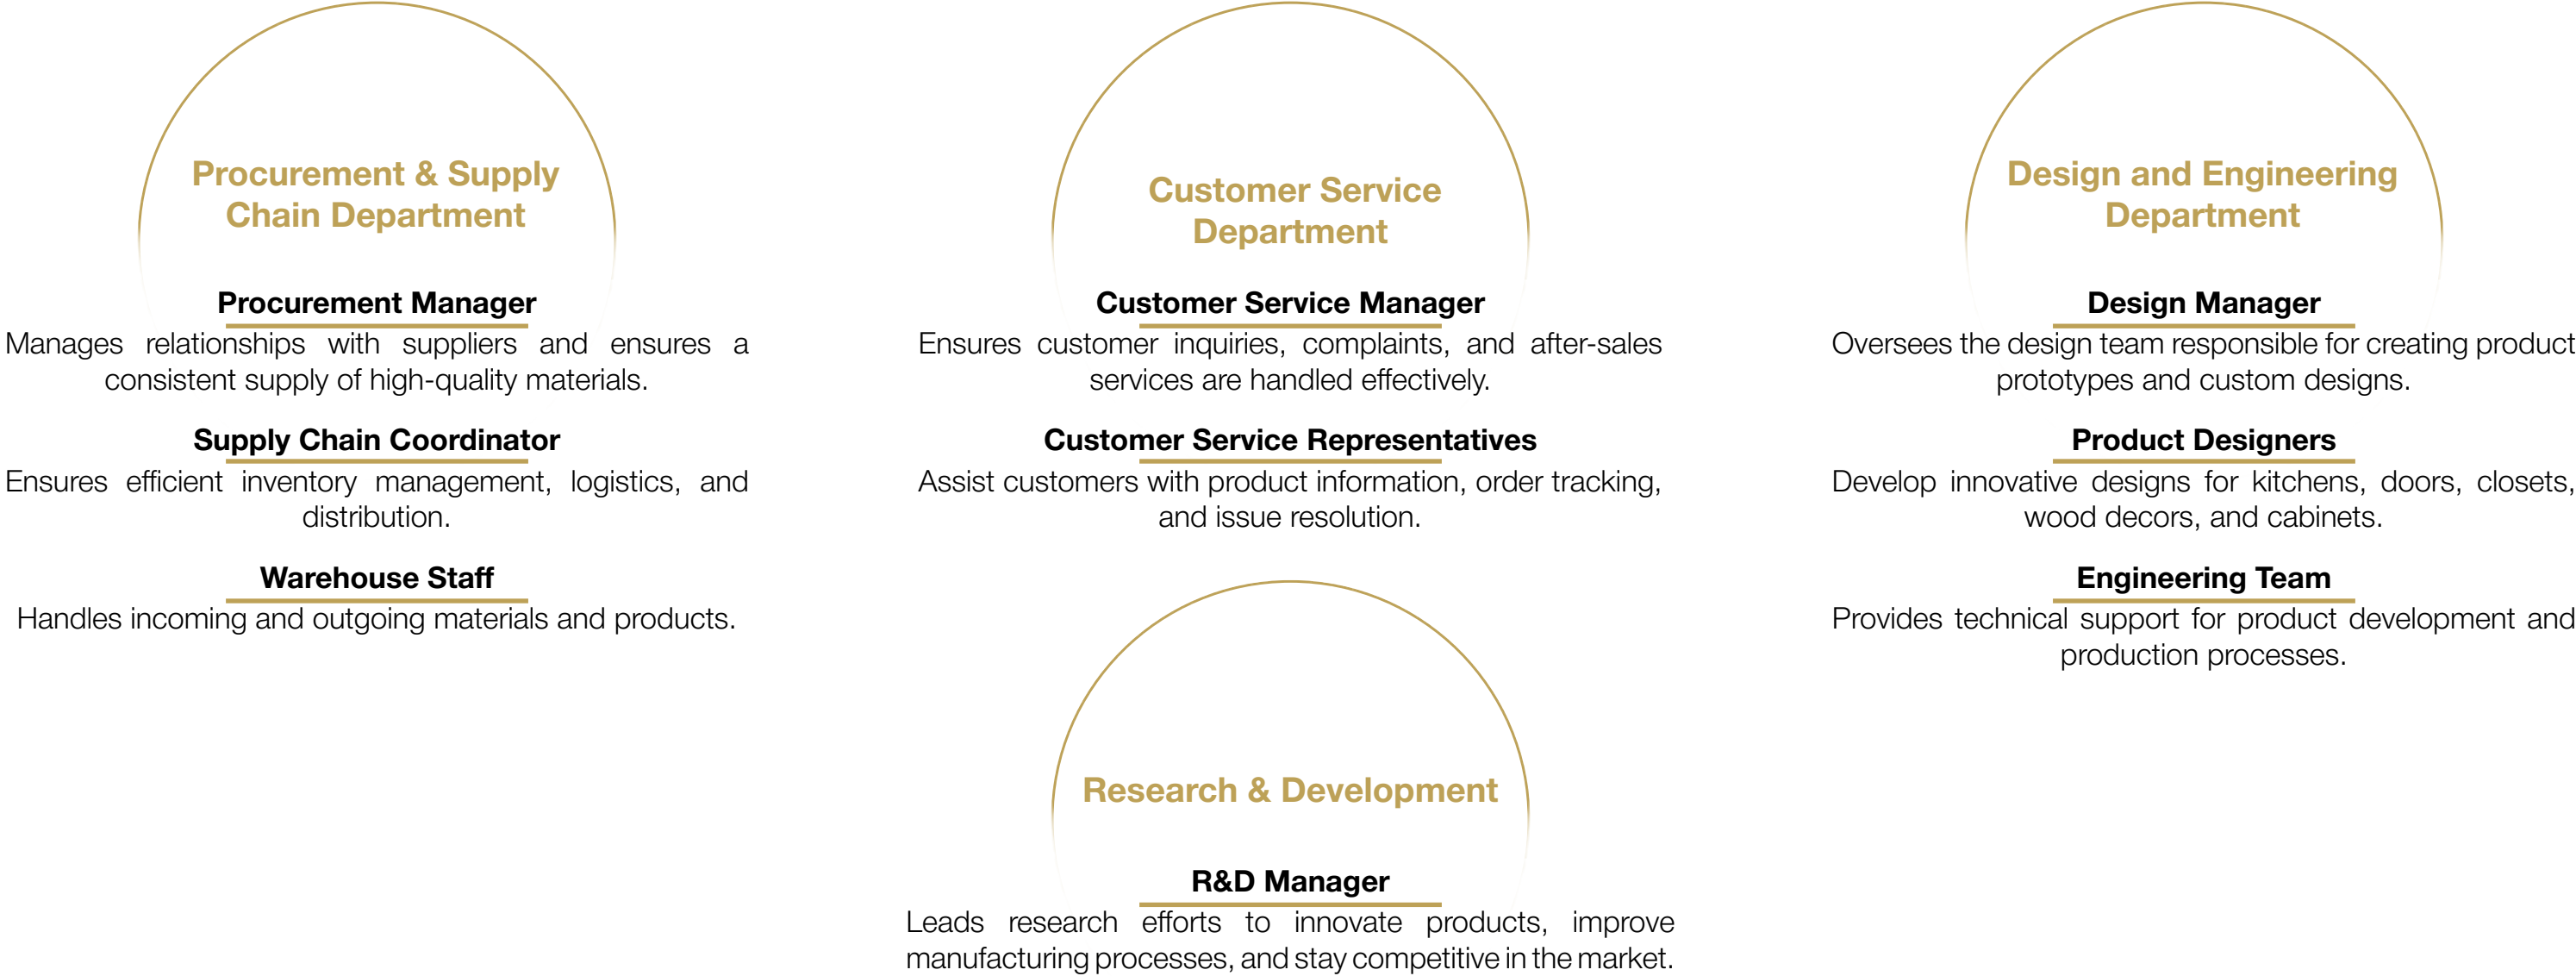 Procurement & Supply
Chain Department
Procurement Manager
Manages relationships with suppliers and ensures a
consistent supply of high-quality materials.
Supply Chain Coordinator
Ensures efficient inventory management, logistics, and
distribution.
Warehouse Staff
Handles incoming and outgoing materials and products.
Customer Service
Department
Customer Service Manager
Ensures customer inquiries, complaints, and after-sales
services are handled effectively.
Customer Service Representatives
Assist customers with product information, order tracking,
and issue resolution.
Research & Development
R&D Manager
Leads research efforts to innovate products, improve
manufacturing processes, and stay competitive in the market.
Design and Engineering
Department
Design Manager
Oversees the design team responsible for creating product
prototypes and custom designs.
Product Designers
Develop innovative designs for kitchens, doors, closets,
wood decors, and cabinets.
Engineering Team
Provides technical support for product development and
production processes.